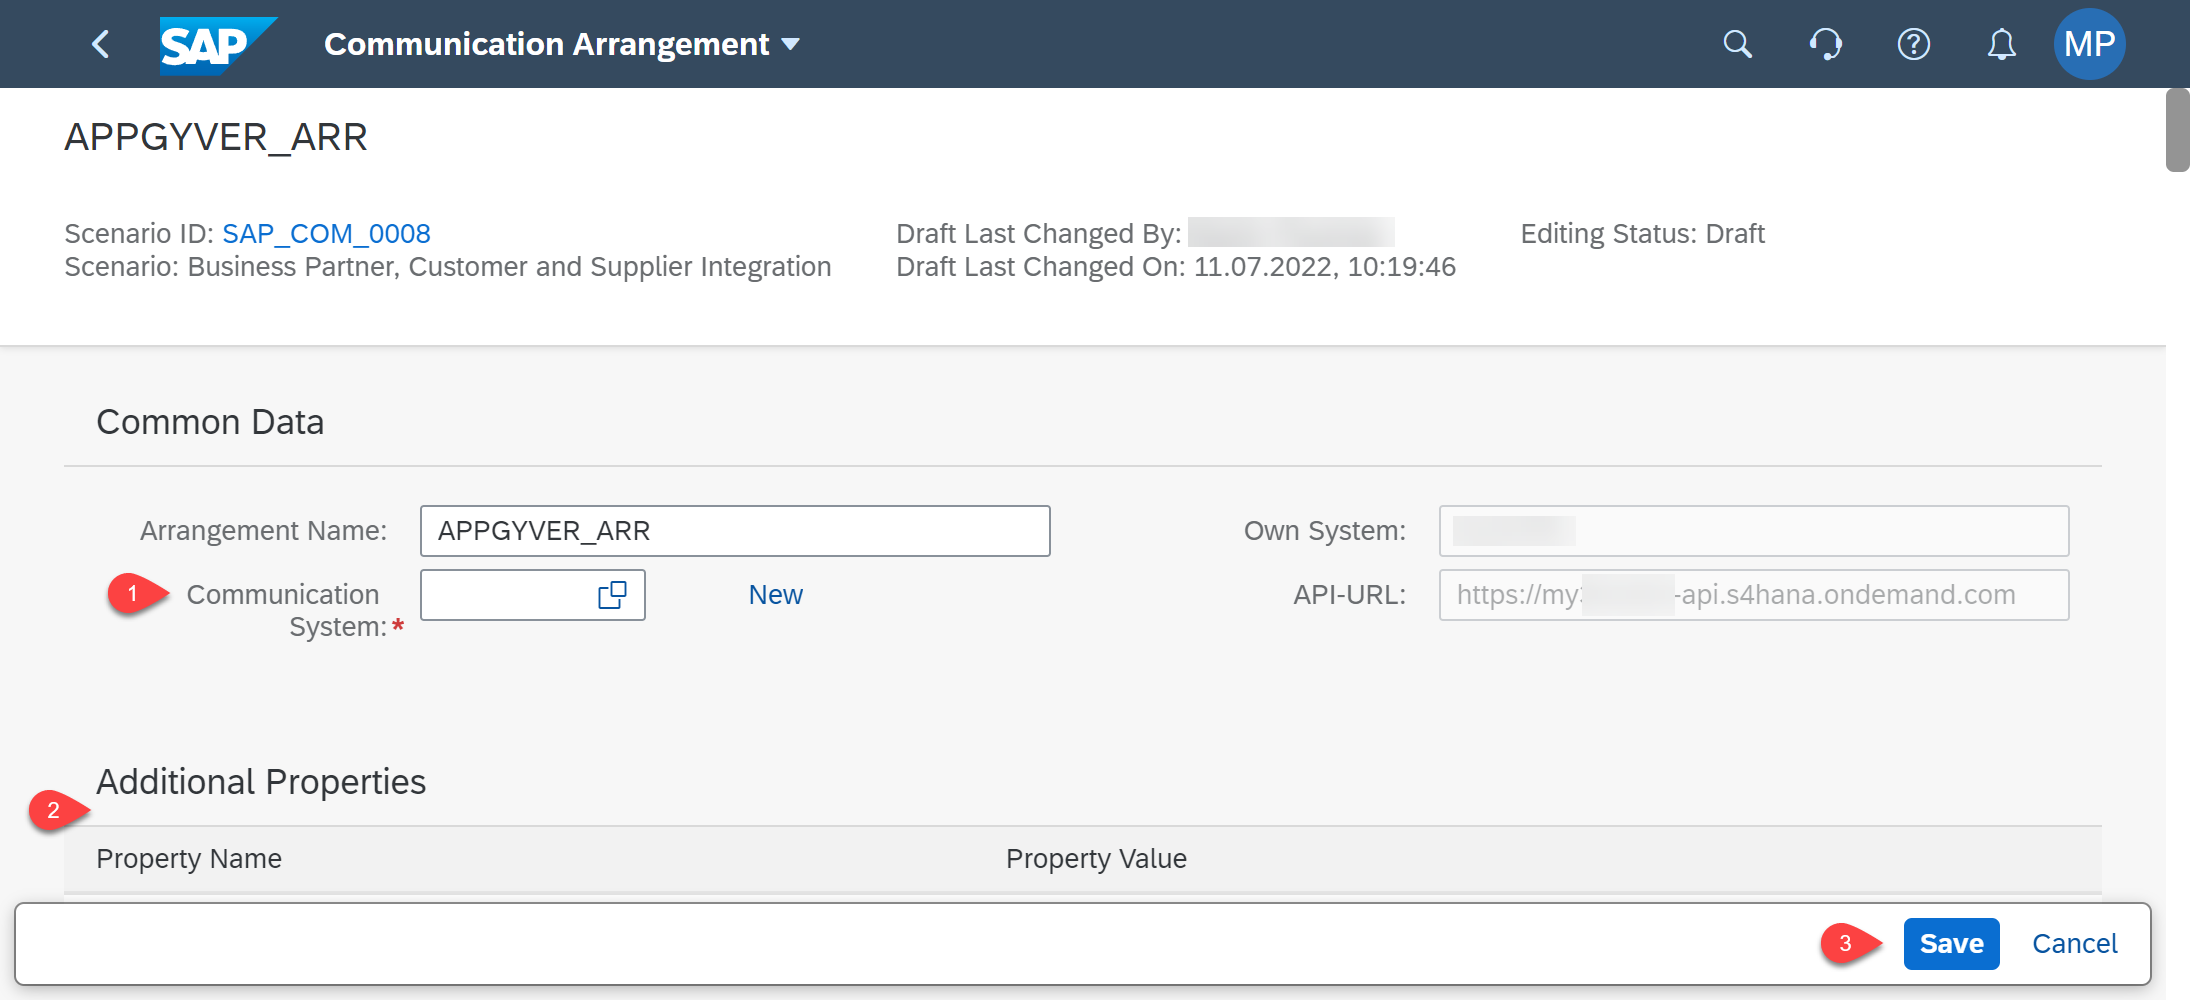 SAP Communication Arrangement MP
APPGYVER_ARR
Scenario ID: SAP_COM_0008 Draft Last Changed By: Editing Status: Draft
Scenario: Business Partner, Customer and Supplier Integration Draft Last Changed On: 11.07.2022, 10:19:46
Common Data
Arrangement Name: APPGYVER_ARR Own System:
1 Communication System:* New API-URL: https://my -api.s4hana.ondemand.com
Additional Properties
2
Property Name Property Value
3 Save Cancel